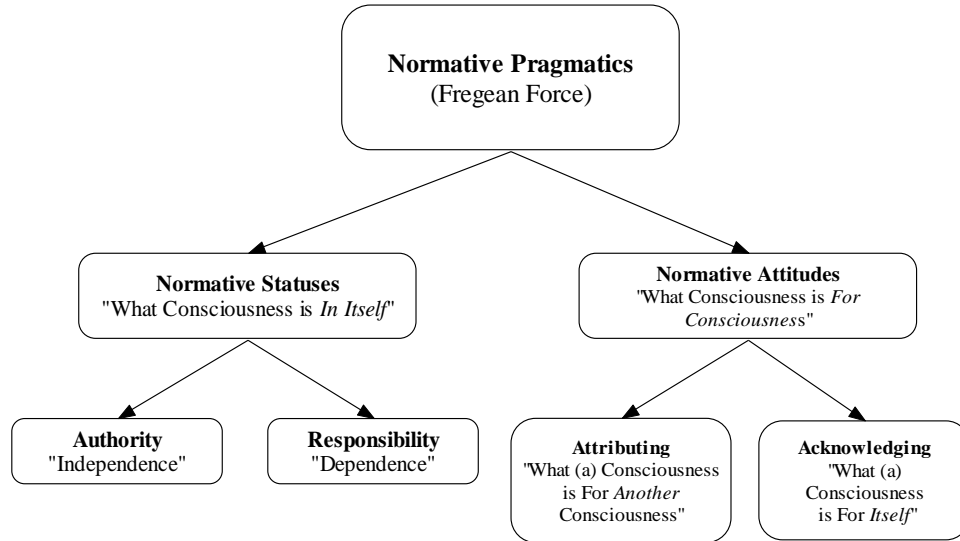 Normative Pragmatics
(Fregean Force)
Normative Statuses
"What Consciousness is In Itself"
Normative Attitudes
"What Consciousness is For
Consciousness"
Authority
"Independence"
Responsibility
"Dependence"
Attributing
"What (a) Consciousness
is For Another
Consciousness"
Acknowledging
"What (a)
Consciousness
is For Itself"